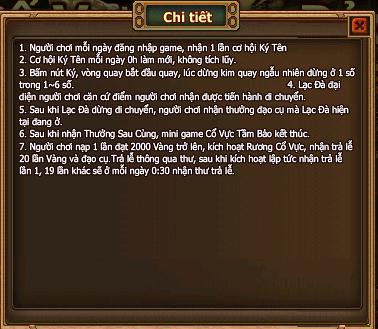 Chi tiết
1. Người chơi mỗi ngày đăng nhập game, nhận 1 lần cơ hội Ký Tên
2. Cơ hội Ký Tên mỗi ngày 0h làm mới, không tích lũy.
3. Bấm nút Ký, vòng quay bắt đầu quay, lúc dừng kim quay ngẫu nhiên dừng ở 1 số
trong 1~6 số. 4. Lạc Đà đại
diện người chơi căn cứ điểm người chơi nhận được tiến hành di chuyển.
5. Sau khi Lạc Đà dừng di chuyển, người chơi nhận thưởng đạo cụ mà Lạc Đà hiện
tại đang ở.
6. Sau khi nhận Thưởng Sau Cùng, mini game Cổ Vực Tầm Bảo kết thúc.
7. Người chơi nạp 1 lần đạt 2000 Vàng trở lên, kích hoạt Rương Cổ Vực, nhận trả lễ
20 lần Vàng và đạo cụ.Trả lễ thông qua thư, sau khi kích hoạt lập tức nhận trả lễ
lần 1, 19 lần khác sẽ ở mỗi ngày 0:30 nhận thư trả lễ.